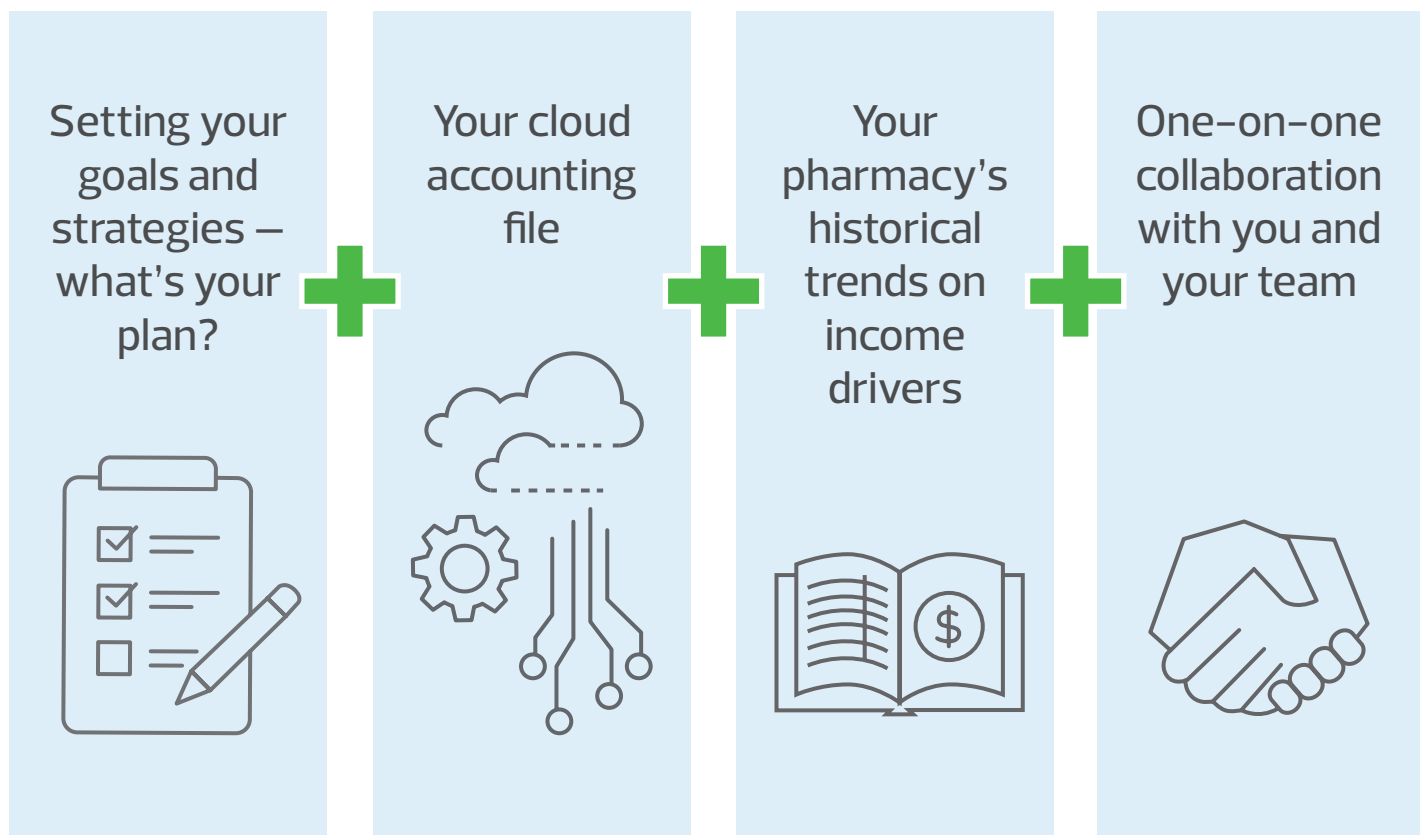 Setting your
goals and
strategies –
what’s your
plan?
Your cloud
accounting
file
Your
pharmacy’s
historical
trends on
income
drivers
One-on-one
collaboration
with you and
your team
$